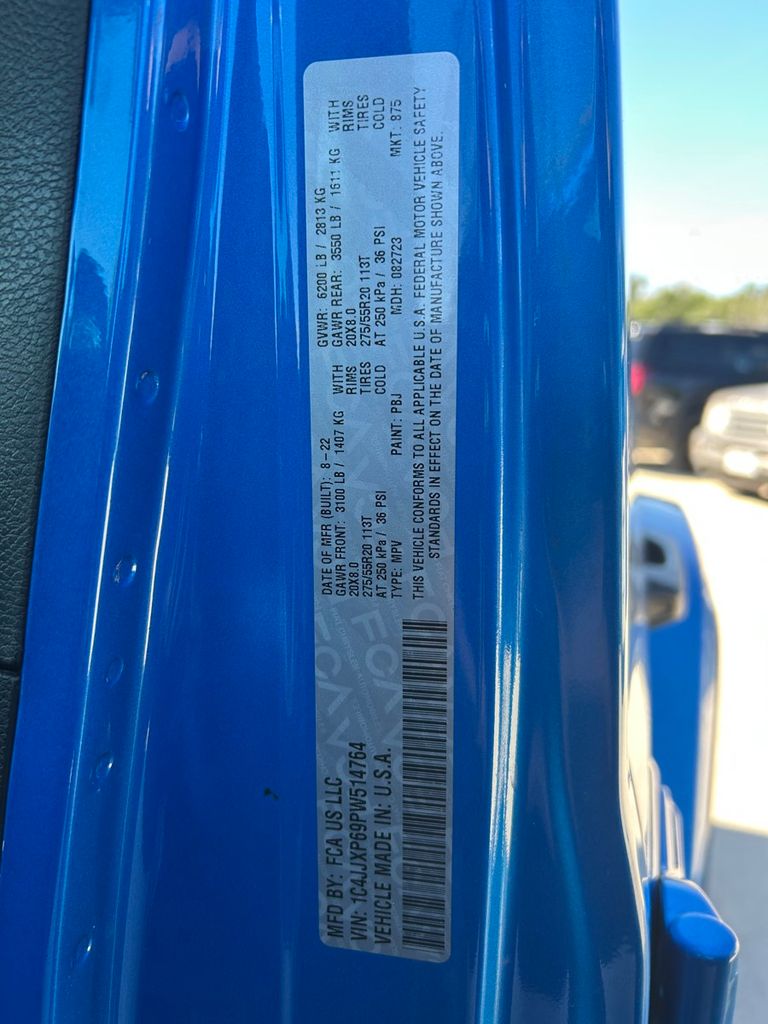 MFD BY: FCA US LLC
VIN: 1C4JJXP69PW514764
VEHICLE MADE IN: U.S.A.
DATE OF MFR (BUILT): 8-22 GVWR: 6200 LB / 2813 KG
GAWR FRONT: 3100 LB / 1407 KG WITH GAWR REAR: 3550 LB / 1611 KG WITH
20X8.0 RIMS 20X8.0 RIMS
275/55R20 113T TIRES 275/55R20 113T TIRES
AT 250 kPa / 36 PSI COLD AT 250 kPa / 36 PSI COLD
TYPE: MPV PAINT: PBJ MDH: 082723 MKT: 875
THIS VEHICLE CONFORMS TO ALL APPLICABLE U.S.A. FEDERAL MOTOR VEHICLE SAFETY
STANDARDS IN EFFECT ON THE DATE OF MANUFACTURE SHOWN ABOVE.
FCA